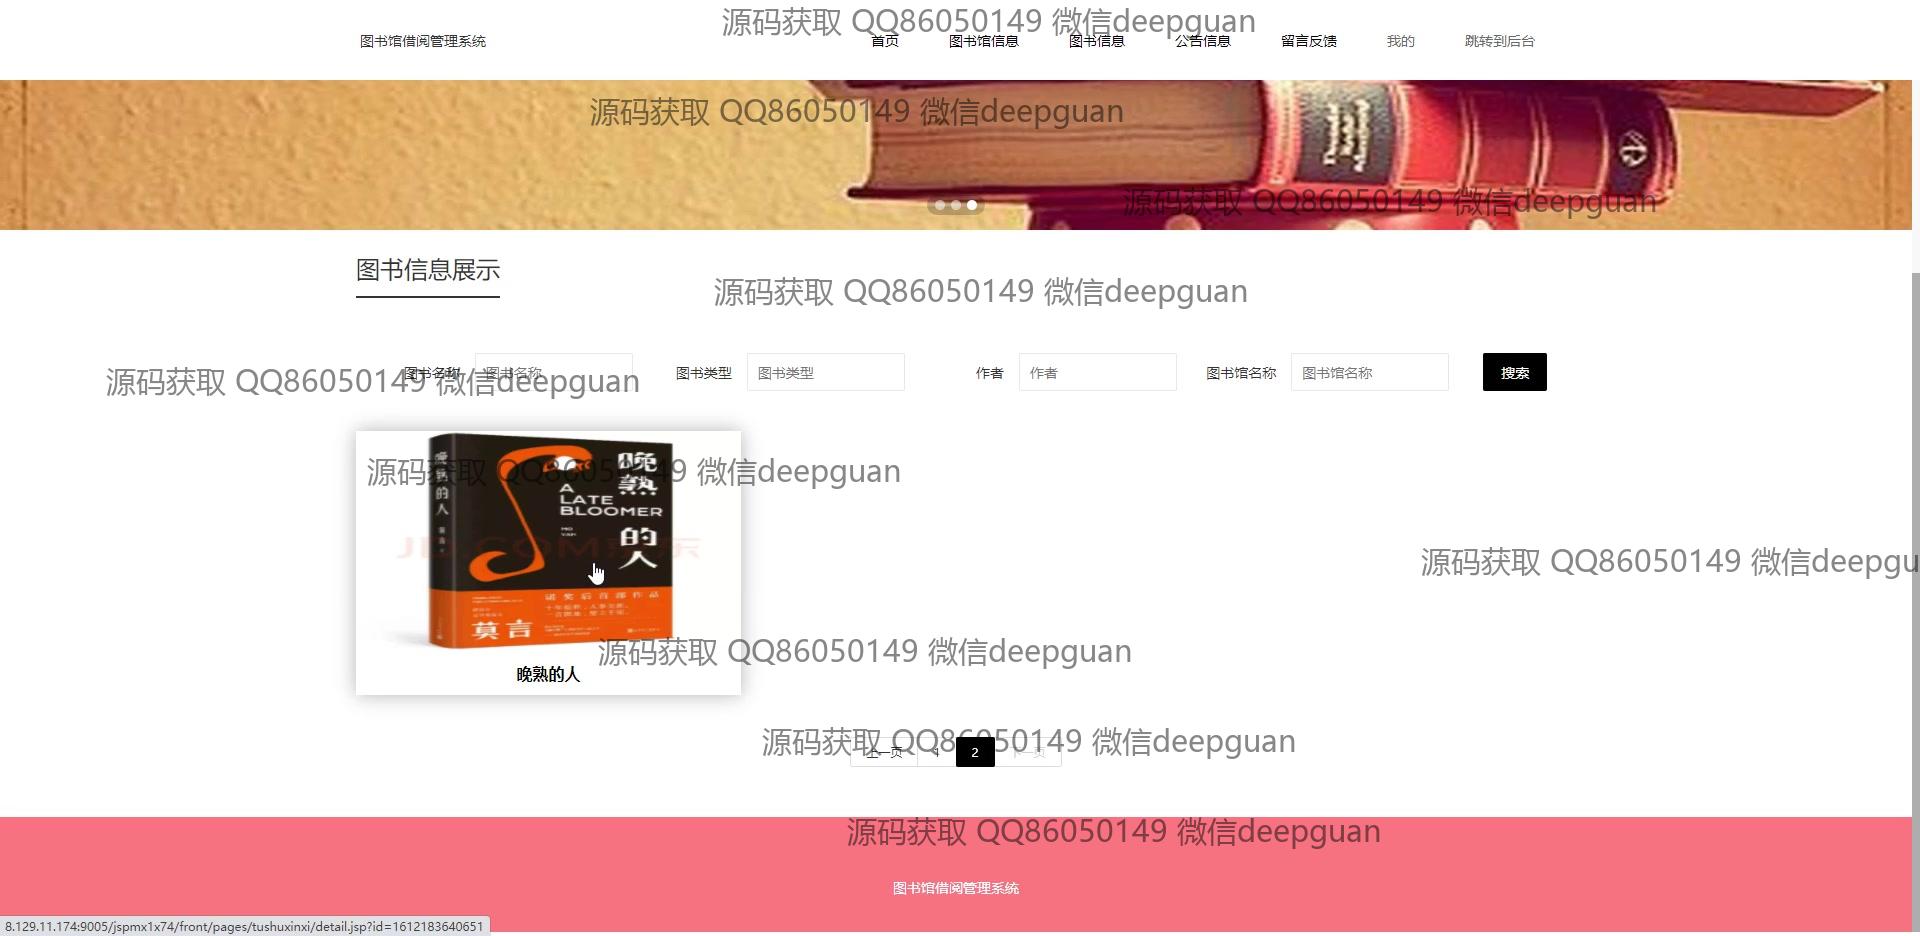 源码获取 QQ86050149 微信deepguan
图书馆借阅管理系统
首页
图书馆信息
图书信息
公告信息
留言反馈
我的
跳转到后台
源码获取 QQ86050149 微信deepguan
源码获取 QQ86050149 微信deepguan
图书信息展示
源码获取 QQ86050149 微信deepguan
图书名称
图书名称
图书类型
图书类型
作者
作者
图书馆名称
图书馆名称
搜索
源码获取 QQ86050149 微信deepguan
源码获取 QQ86050149 微信deepguan
晚熟的人
晚熟的人
A
LATE
BLOOMER
MO
YAN
JD.COM京东
诺奖后首部作品
莫言
源码获取 QQ86050149 微信deepgu
源码获取 QQ86050149 微信deepguan
晚熟的人
源码获取 QQ86050149 微信deepguan
上一页
1
2
下一页
源码获取 QQ86050149 微信deepguan
图书馆借阅管理系统
8.129.11.174:9005/jspmx1x74/front/pages/tushuxinxi/detail.jsp?id=1612183640651